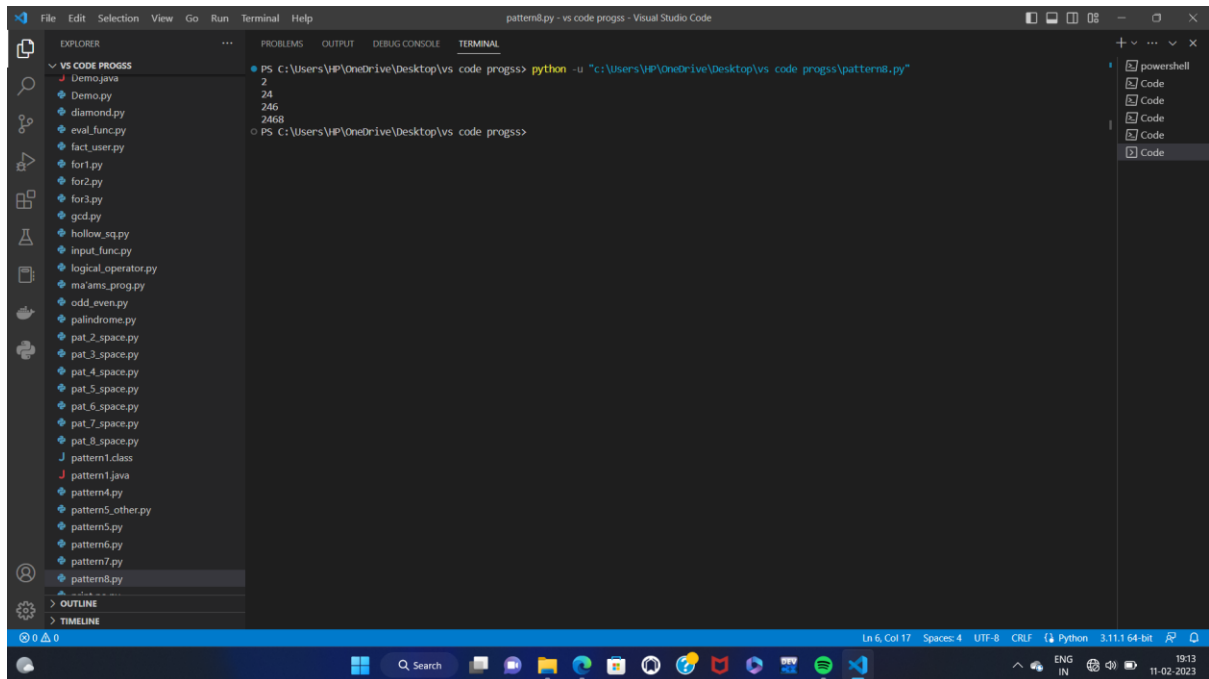 File Edit Selection View Go Run Terminal Help pattern8.py - vs code progss - Visual Studio Code
EXPLORER ...
VS CODE PROGSS
Demo.java
Demo.py
diamond.py
eval_func.py
fact_user.py
for1.py
for2.py
for3.py
gcd.py
hollow_sq.py
input_func.py
logical_operator.py
ma'ams_prog.py
odd_even.py
palindrome.py
pat_2_space.py
pat_3_space.py
pat_4_space.py
pat_5_space.py
pat_6_space.py
pat_7_space.py
pat_8_space.py
pattern1.class
pattern1.java
pattern4.py
pattern5_other.py
pattern5.py
pattern6.py
pattern7.py
pattern8.py
OUTLINE
TIMELINE
PROBLEMS OUTPUT DEBUG CONSOLE TERMINAL
PS C:\Users\HP\OneDrive\Desktop\vs code progss> python -u "c:\Users\HP\OneDrive\Desktop\vs code progss\pattern8.py"
2
24
246
2468
PS C:\Users\HP\OneDrive\Desktop\vs code progss>
powershell
Code
Code
Code
Code
Code
0 0 Ln 6, Col 17 Spaces: 4 UTF-8 CRLF Python 3.11.1 64-bit
Search
DEV
ENG
IN
19:13
11-02-2023